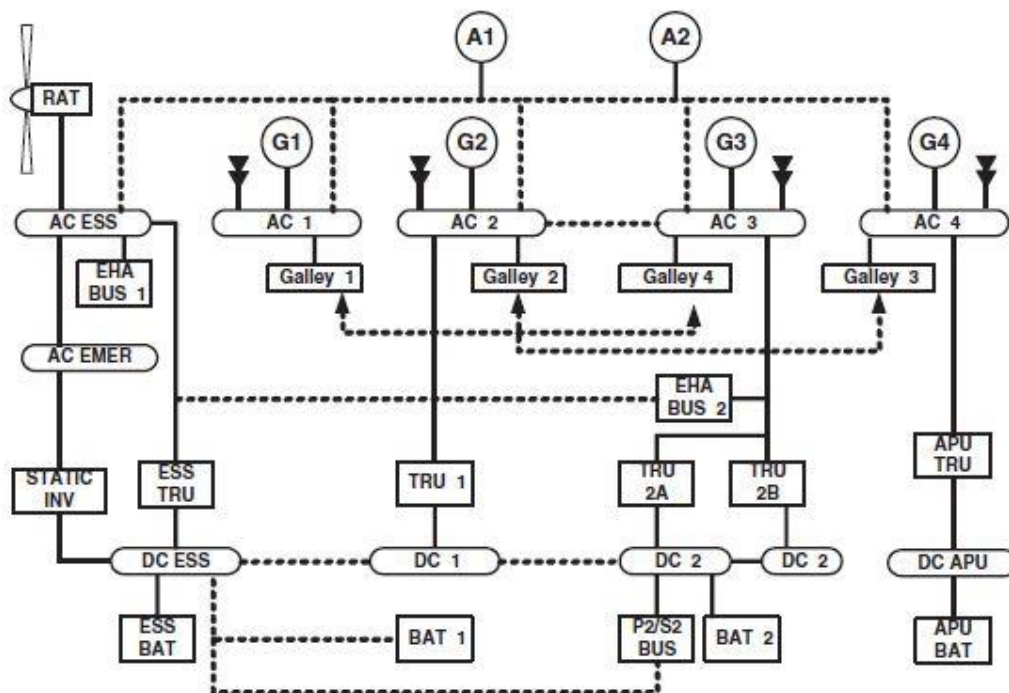 A1
A2
RAT
G1
G2
G3
G4
AC ESS
AC 1
AC 2
AC 3
AC 4
EHA
BUS 1
Galley 1
Galley 2
Galley 4
Galley 3
AC EMER
EHA
BUS 2
STATIC
INV
ESS
TRU
TRU 1
TRU
2A
TRU
2B
APU
TRU
DC ESS
DC 1
DC 2
DC 2
DC APU
ESS
BAT
BAT 1
P2/S2
BUS
BAT 2
APU
BAT